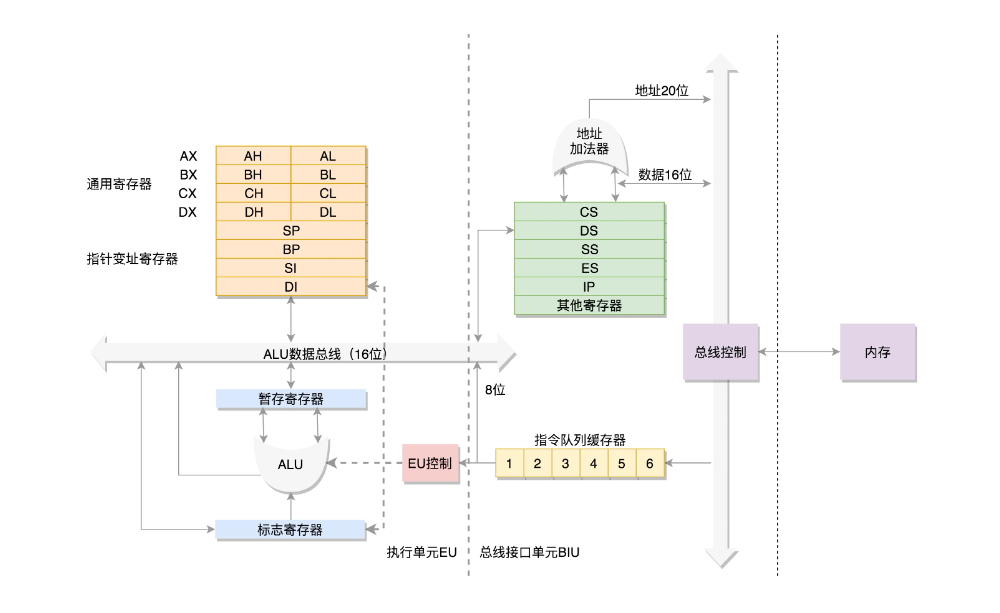 地址20位
地址
加法器
数据16位
通用寄存器
AX AH AL
BX BH BL
CX CH CL
DX DH DL
指针变址寄存器
SP
BP
SI
DI
CS
DS
SS
ES
IP
其他寄存器
ALU数据总线（16位）
总线控制
内存
暂存寄存器
8位
ALU
EU控制
指令队列缓存器
1 2 3 4 5 6
标志寄存器
执行单元EU
总线接口单元BIU